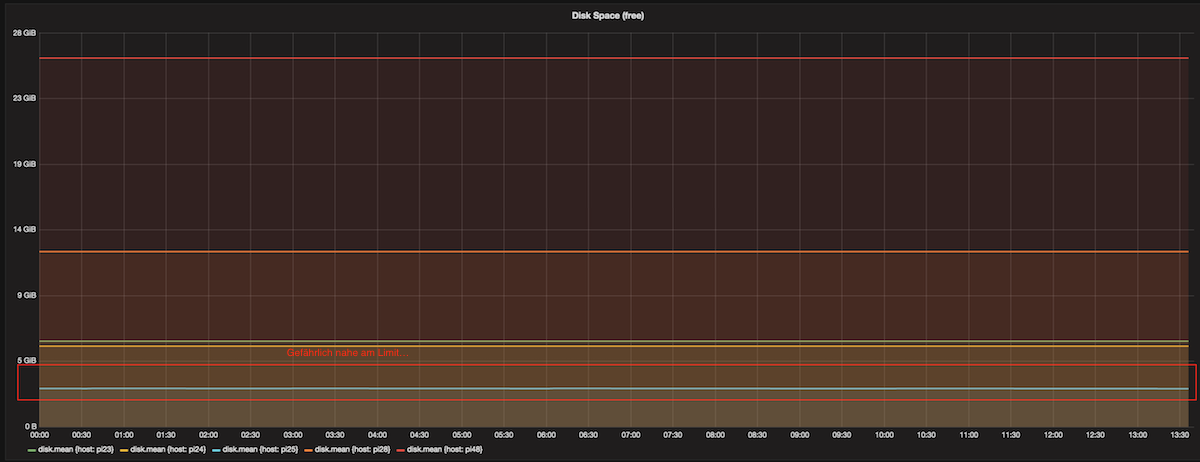 Disk Space (free)
28 GiB
23 GiB
19 GiB
14 GiB
9 GiB
Gefährlich nahe am Limit...
5 GiB
0 B
00:00 00:30 01:00 01:30 02:00 02:30 03:00 03:30 04:00 04:30 05:00 05:30 06:00 06:30 07:00 07:30 08:00 08:30 09:00 09:30 10:00 10:30 11:00 11:30 12:00 12:30 13:00 13:30
disk.mean {host: pi23} disk.mean {host: pi24} disk.mean {host: pi25} disk.mean {host: pi28} disk.mean {host: pi48}